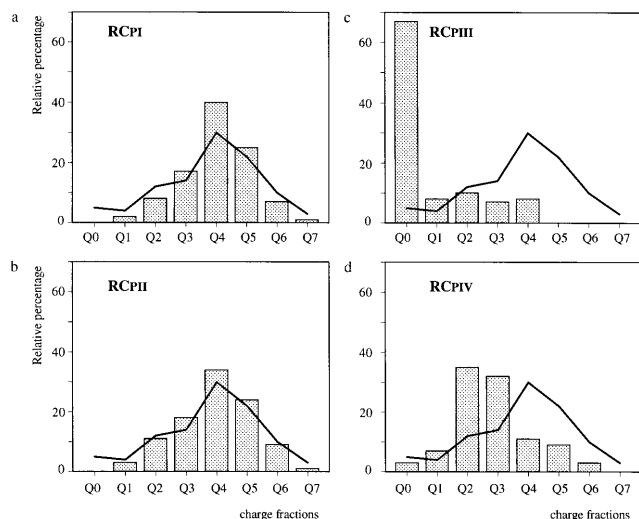 a
RCPI
Relative percentage
60
40
20
0
Q0 Q1 Q2 Q3 Q4 Q5 Q6 Q7
c
RCPIII
60
40
20
0
Q0 Q1 Q2 Q3 Q4 Q5 Q6 Q7
b
RCPII
Relative percentage
60
40
20
0
Q0 Q1 Q2 Q3 Q4 Q5 Q6 Q7
charge fractions
d
RCPIV
60
40
20
0
Q0 Q1 Q2 Q3 Q4 Q5 Q6 Q7
charge fractions